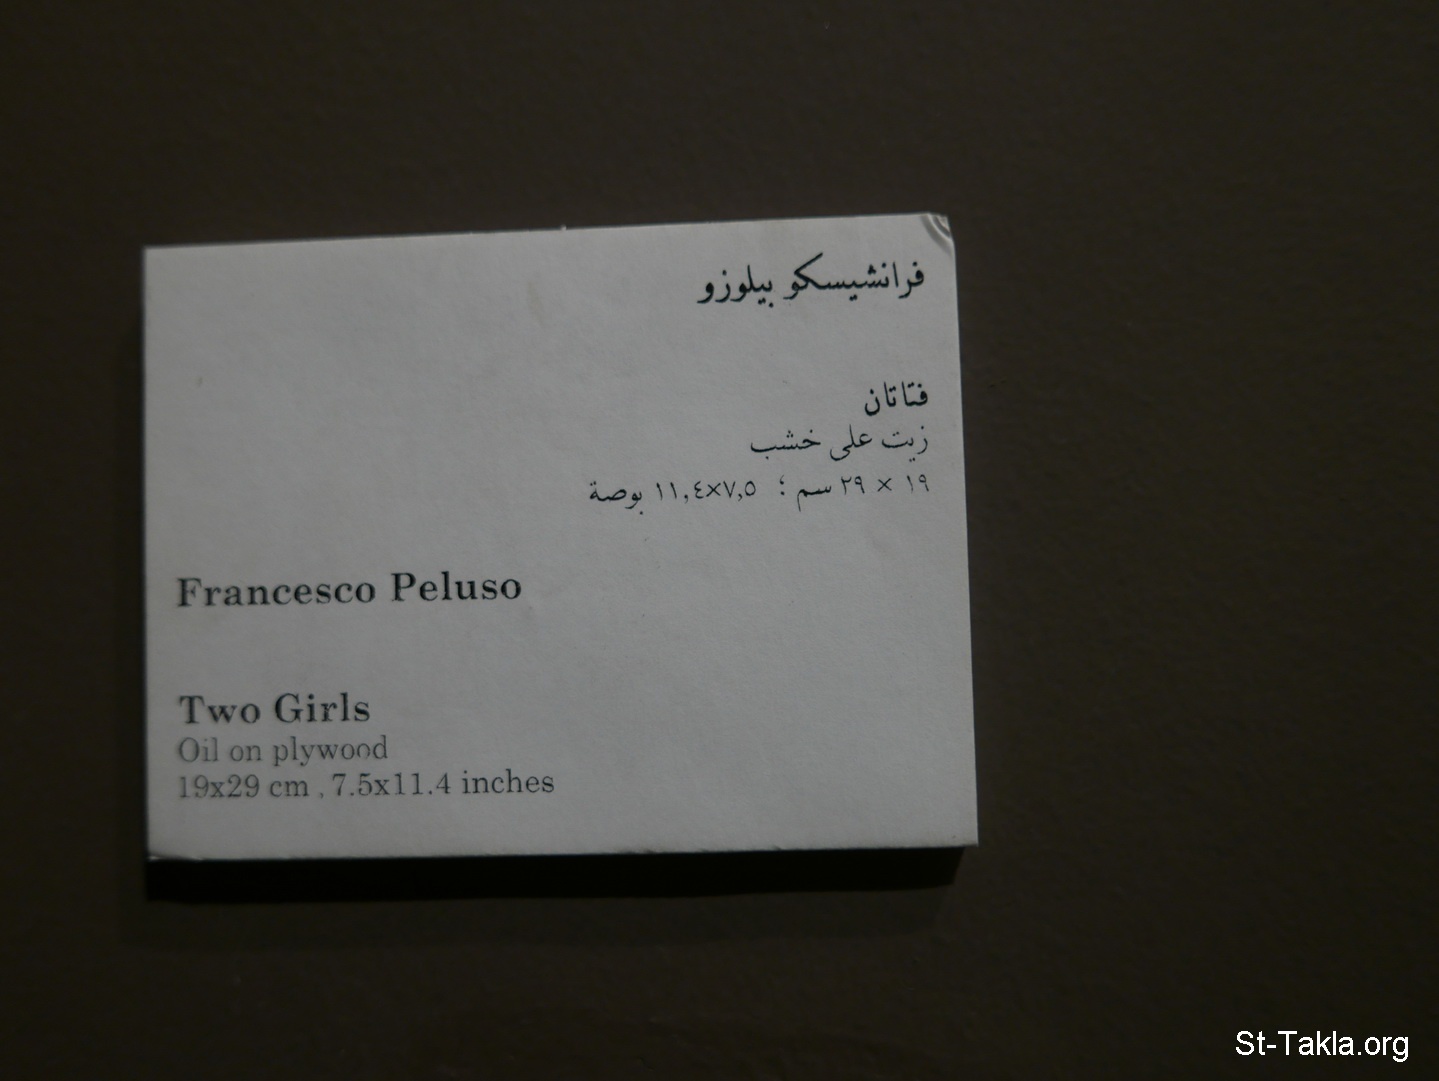 فرانشيسكو بيلوزو
فتاتان
زيت على خشب
١٩ × ٢٩ سم ؛ ٧,٥×١١,٤ بوصة
Francesco Peluso
Two Girls
Oil on plywood
19x29 cm , 7.5x11.4 inches
St-Takla.org